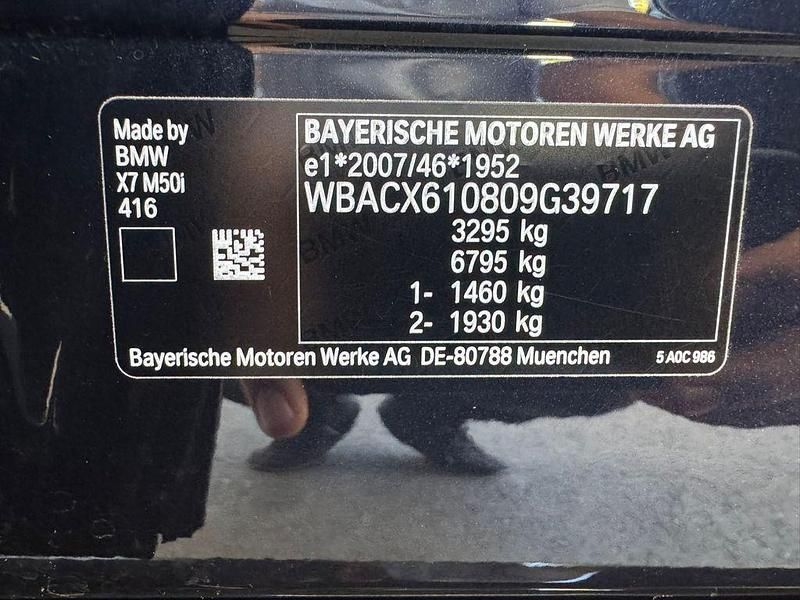 Made by
BMW
X7 M50i
416
BAYERISCHE MOTOREN WERKE AG
e1*2007/46*1952
WBACX610809G39717
3295 kg
6795 kg
1- 1460 kg
2- 1930 kg
Bayerische Motoren Werke AG DE-80788 Muenchen
5 A0C 986